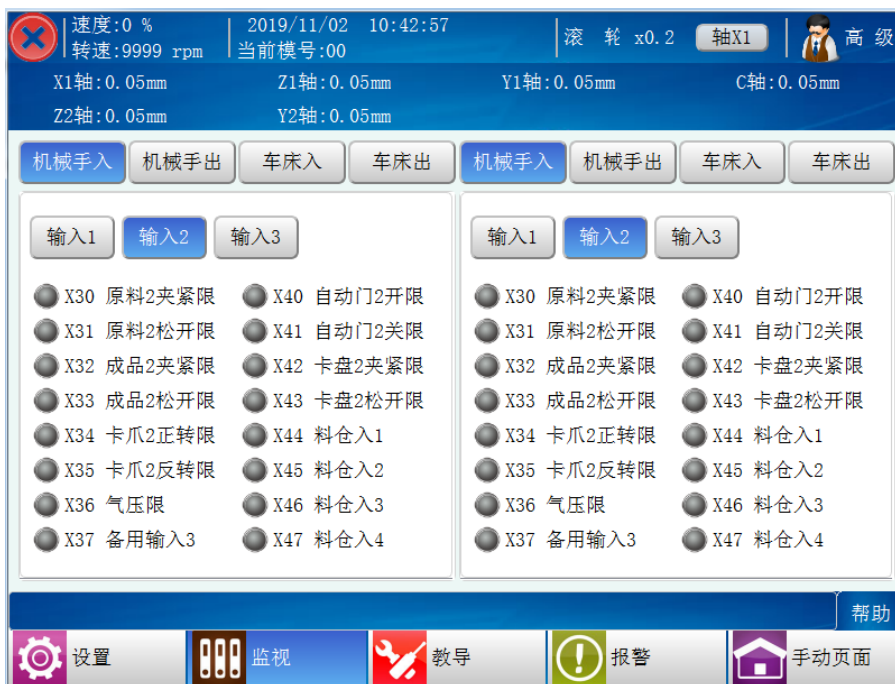 速度:0 % 2019/11/02 10:42:57 滚 轮 x0.2 轴X1 高 级
转速:9999 rpm 当前模号:00
X1轴:0.05mm Z1轴:0.05mm Y1轴:0.05mm C轴:0.05mm
Z2轴:0.05mm Y2轴:0.05mm
机械手入 机械手出 车床入 车床出 机械手入 机械手出 车床入 车床出
输入1 输入2 输入3 输入1 输入2 输入3
X30 原料2夹紧限 X40 自动门2开限 X30 原料2夹紧限 X40 自动门2开限
X31 原料2松开限 X41 自动门2关限 X31 原料2松开限 X41 自动门2关限
X32 成品2夹紧限 X42 卡盘2夹紧限 X32 成品2夹紧限 X42 卡盘2夹紧限
X33 成品2松开限 X43 卡盘2松开限 X33 成品2松开限 X43 卡盘2松开限
X34 卡爪2正转限 X44 料仓入1 X34 卡爪2正转限 X44 料仓入1
X35 卡爪2反转限 X45 料仓入2 X35 卡爪2反转限 X45 料仓入2
X36 气压限 X46 料仓入3 X36 气压限 X46 料仓入3
X37 备用输入3 X47 料仓入4 X37 备用输入3 X47 料仓入4
帮助
设置 监视 教导 报警 手动页面